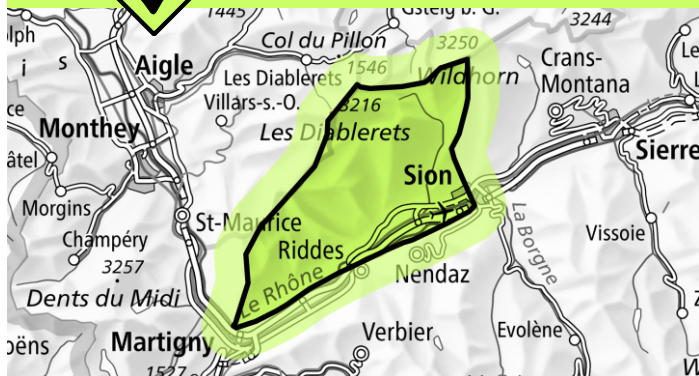 1445
Gsteig b. G.
3244
Col du Pillon
3250
Crans-
Montana
Aigle
Les Diablerets
1546
Wildhorn
i s
Villars-s.-O.
3216
Les Diablerets
Monthey
Sierre
Sion
Morgins
St-Maurice
La Borgne
Vissoie
Champéry
Riddes
3257
Nendaz
Le Rhône
Dents du Midi
Martigny
Verbier
Evolène
1527